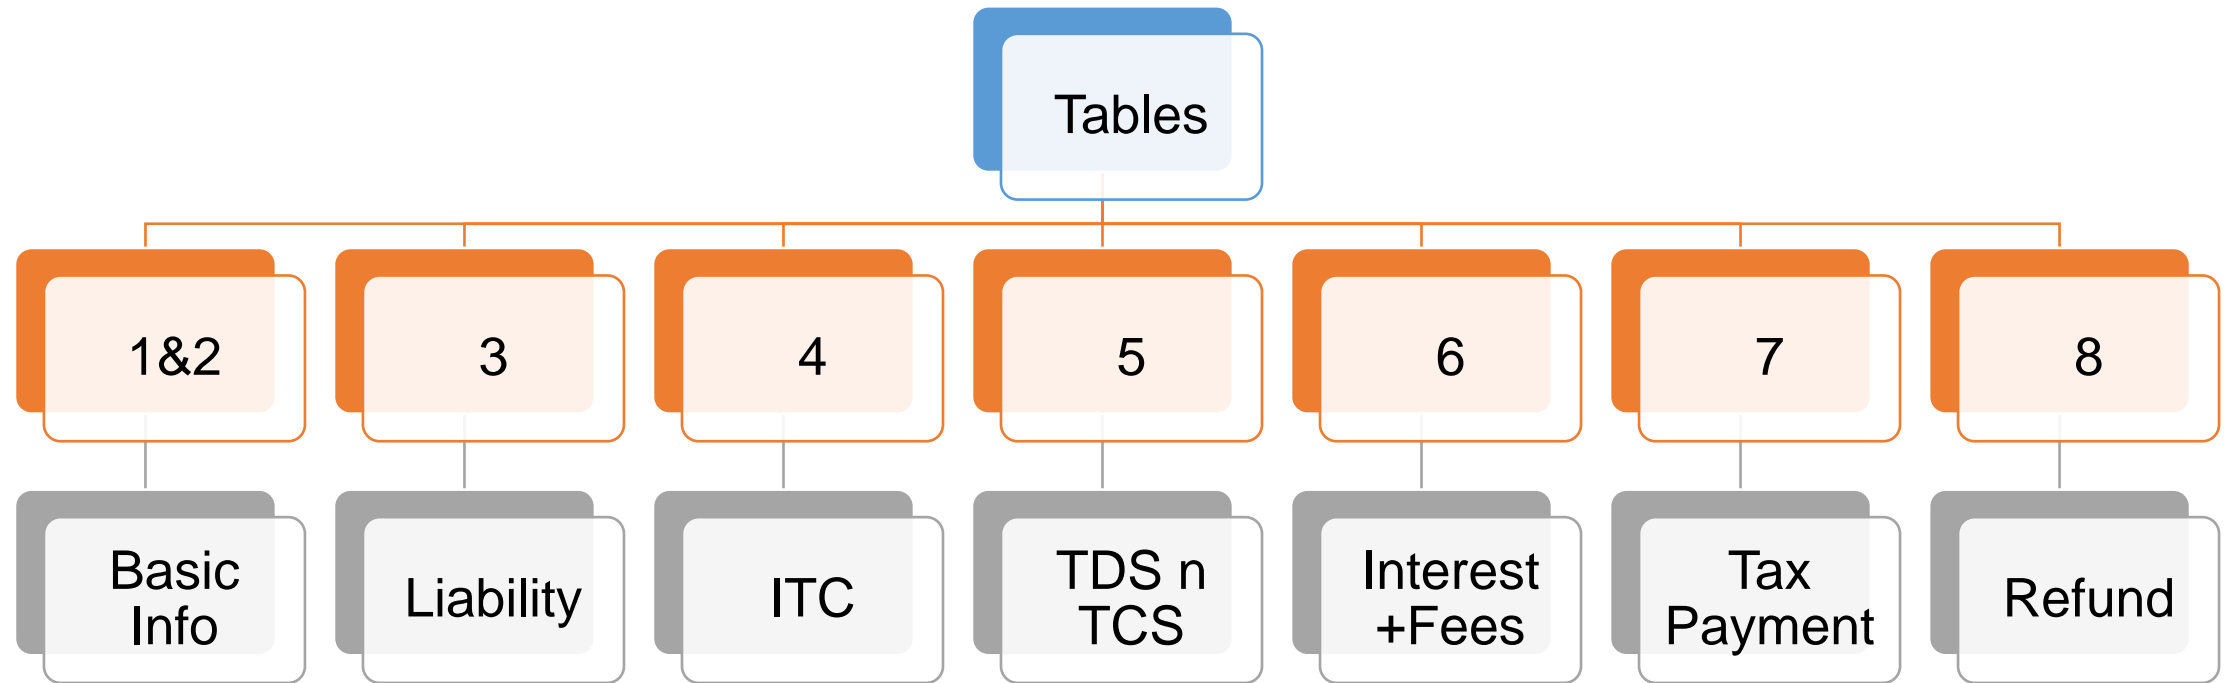 Tables
1&2
3
4
5
6
7
8
Basic
Info
Liability
ITC
TDS n
TCS
Interest
+Fees
Tax
Payment
Refund